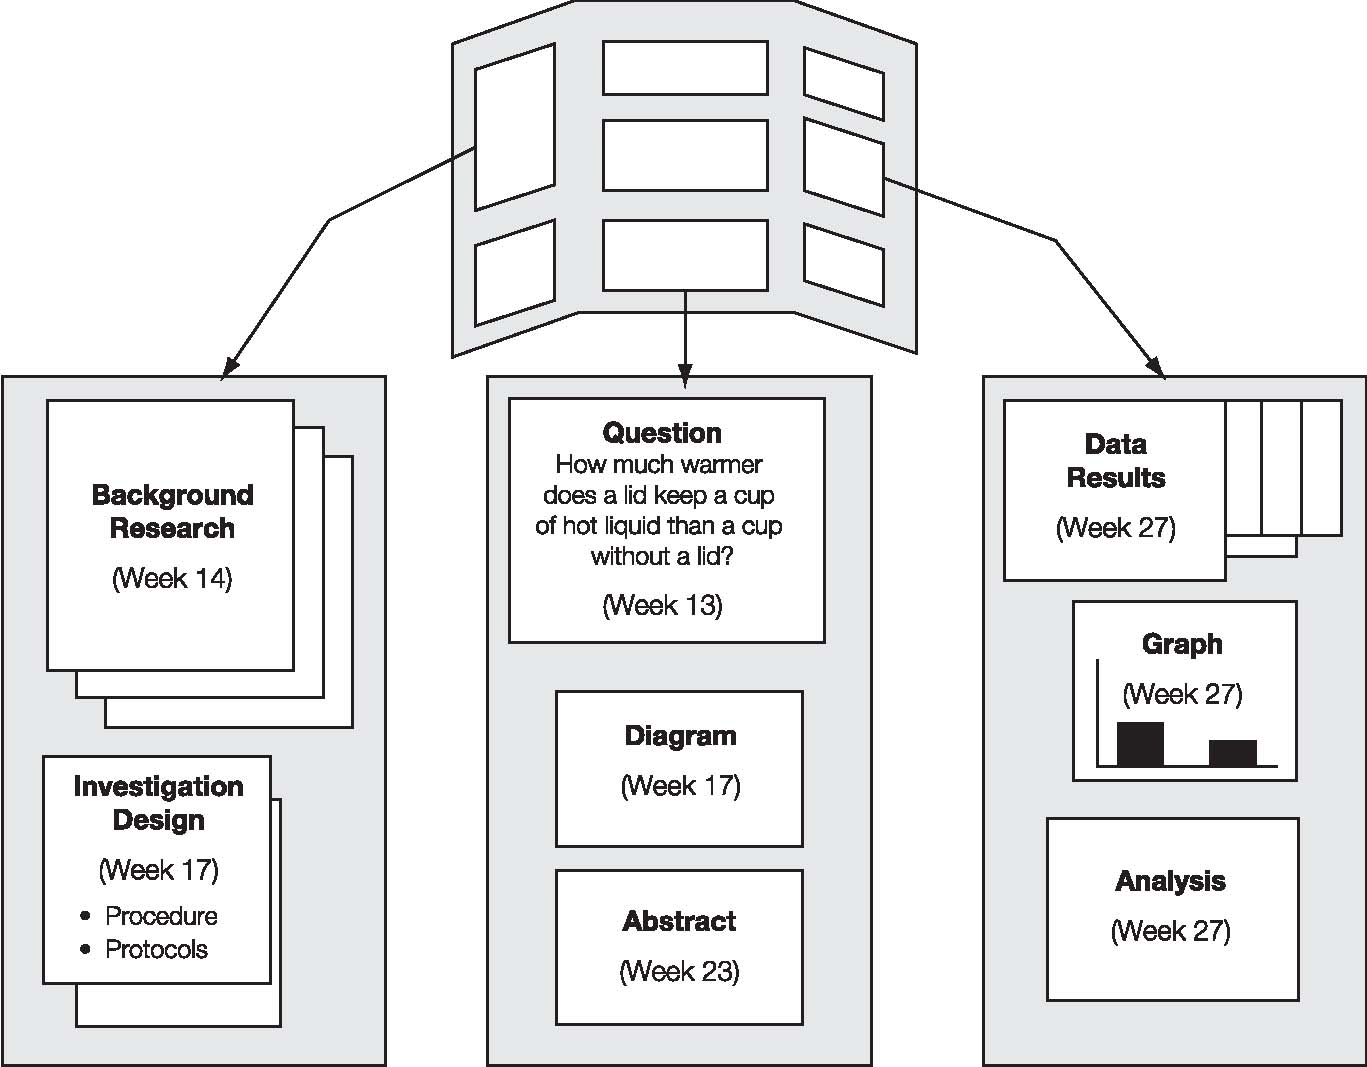 Background
Research
(Week 14)
Investigation
Design
(Week 17)
• Procedure
• Protocols
Question
How much warmer
does a lid keep a cup
of hot liquid than a cup
without a lid?
(Week 13)
Diagram
(Week 17)
Abstract
(Week 23)
Data
Results
(Week 27)
Graph
(Week 27)
Analysis
(Week 27)